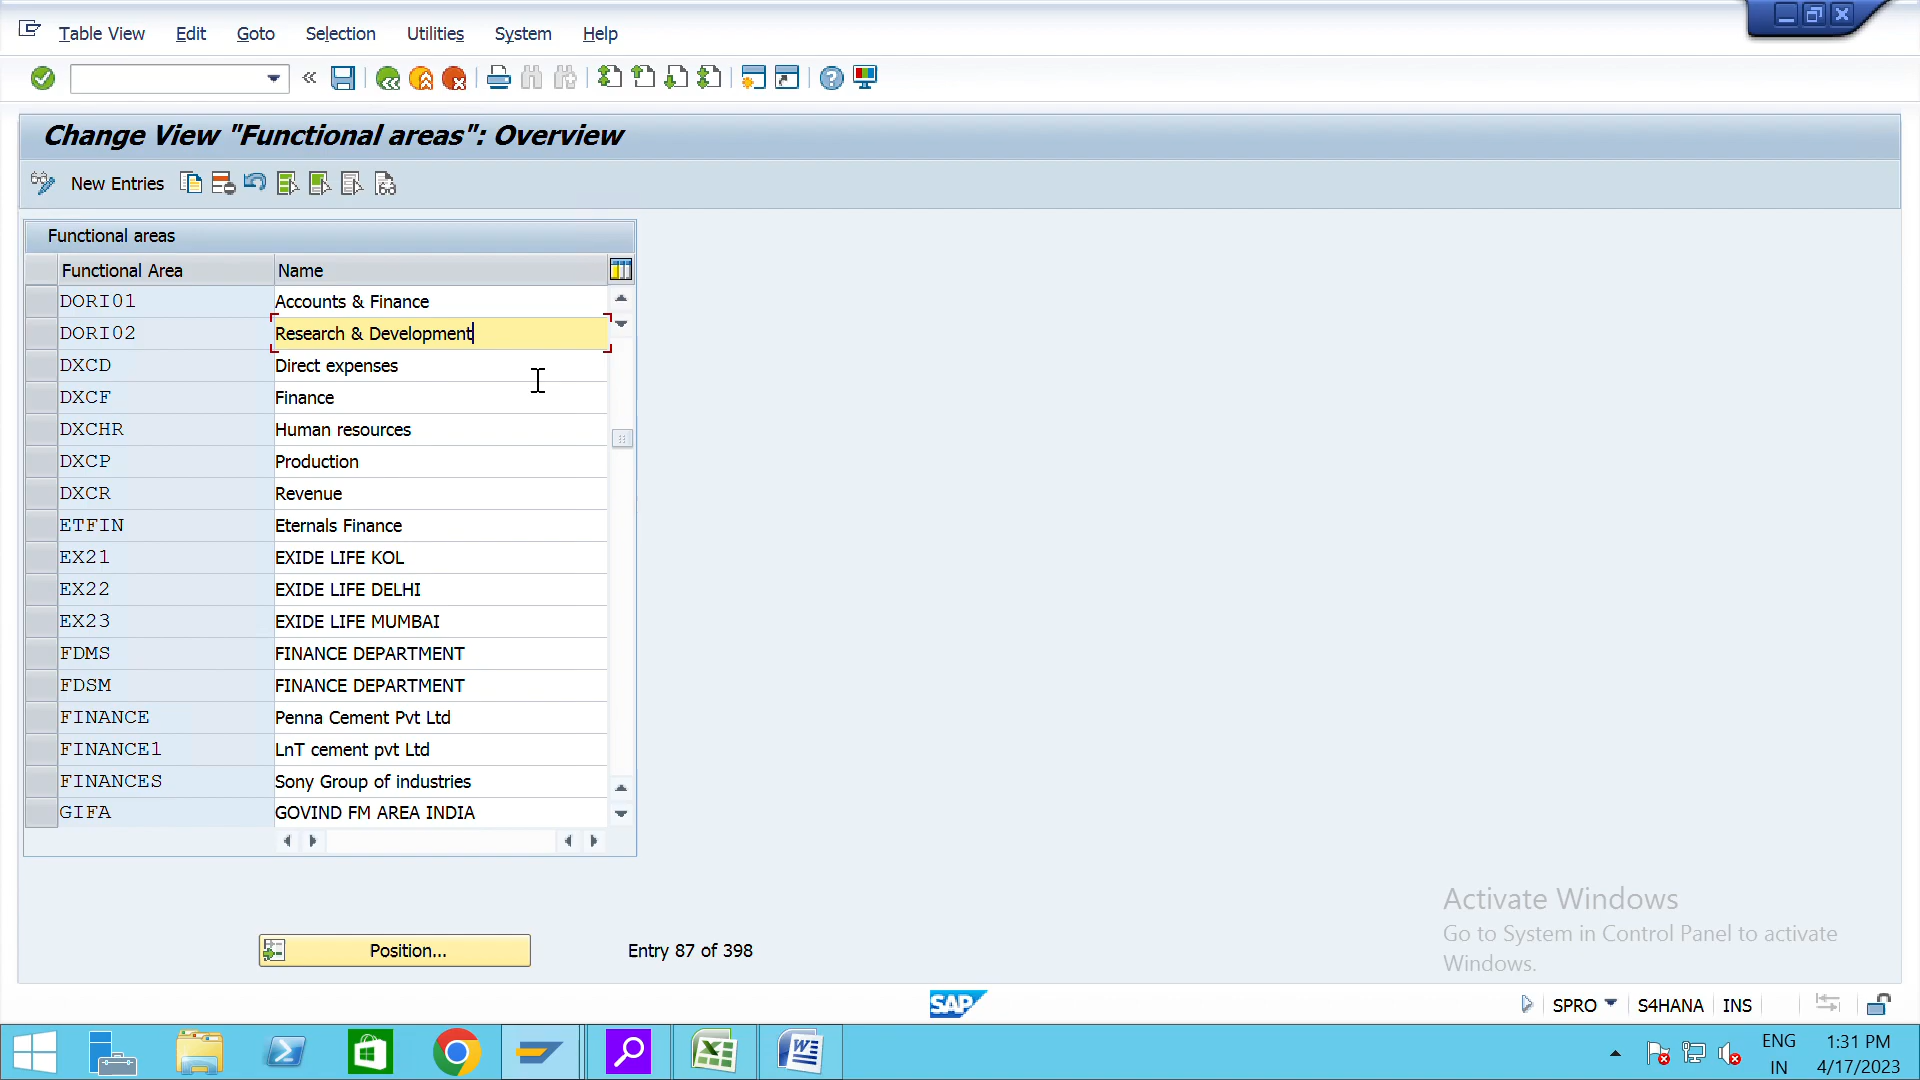 Table View Edit Goto Selection Utilities System Help
Change View "Functional areas": Overview
New Entries
Functional areas
Functional Area Name
DORI01 Accounts & Finance
DORI02 Research & Development
DXCD Direct expenses
DXCF Finance
DXCHR Human resources
DXCP Production
DXCR Revenue
ETFIN Eternals Finance
EX21 EXIDE LIFE KOL
EX22 EXIDE LIFE DELHI
EX23 EXIDE LIFE MUMBAI
FDMS FINANCE DEPARTMENT
FDSM FINANCE DEPARTMENT
FINANCE Penna Cement Pvt Ltd
FINANCE1 LnT cement pvt Ltd
FINANCES Sony Group of industries
GIFA GOVIND FM AREA INDIA
Position... Entry 87 of 398
Activate Windows
Go to System in Control Panel to activate
Windows.
SAP SPRO S4HANA INS
ENG 1:31 PM
IN 4/17/2023